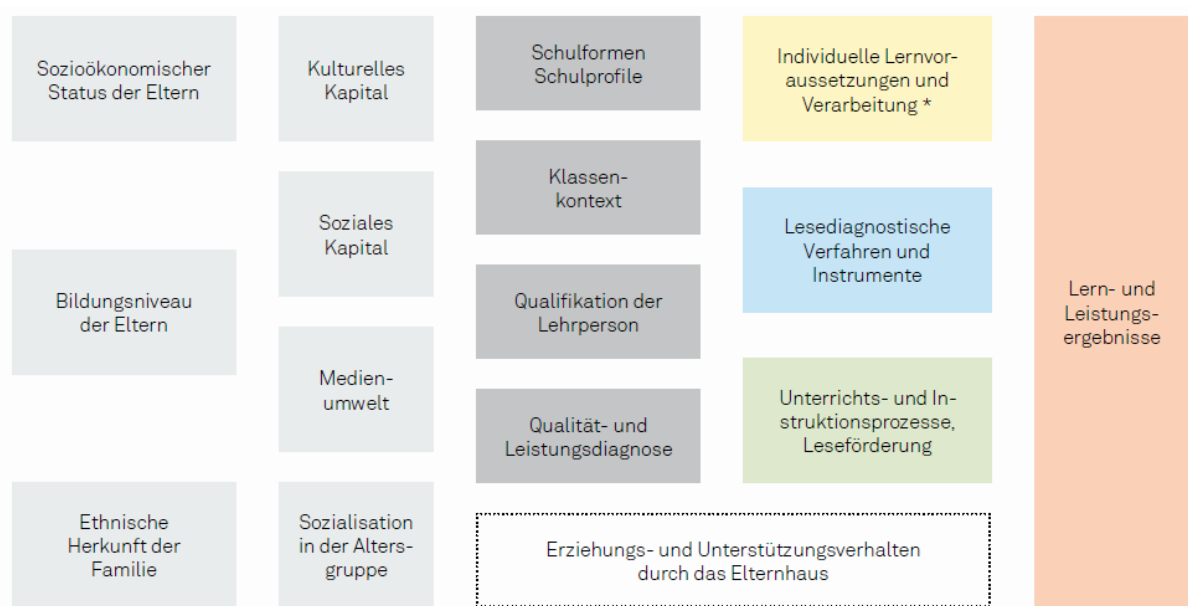 Sozioökonomischer
Status der Eltern
Bildungsniveau
der Eltern
Ethnische
Herkunft der
Familie
Kulturelles
Kapital
Soziales
Kapital
Medien-
umwelt
Sozialisation
in der Alters-
gruppe
Schulformen
Schulprofile
Klassen-
kontext
Qualifikation der
Lehrperson
Qualität- und
Leistungsdiagnose
Individuelle Lernvor-
aussetzungen und
Verarbeitung *
Lesediagnostische
Verfahren und
Instrumente
Unterrichts- und In-
struktionsprozesse,
Leseförderung
Erziehungs- und Unterstützungsverhalten
durch das Elternhaus
Lern- und
Leistungs-
ergebnisse